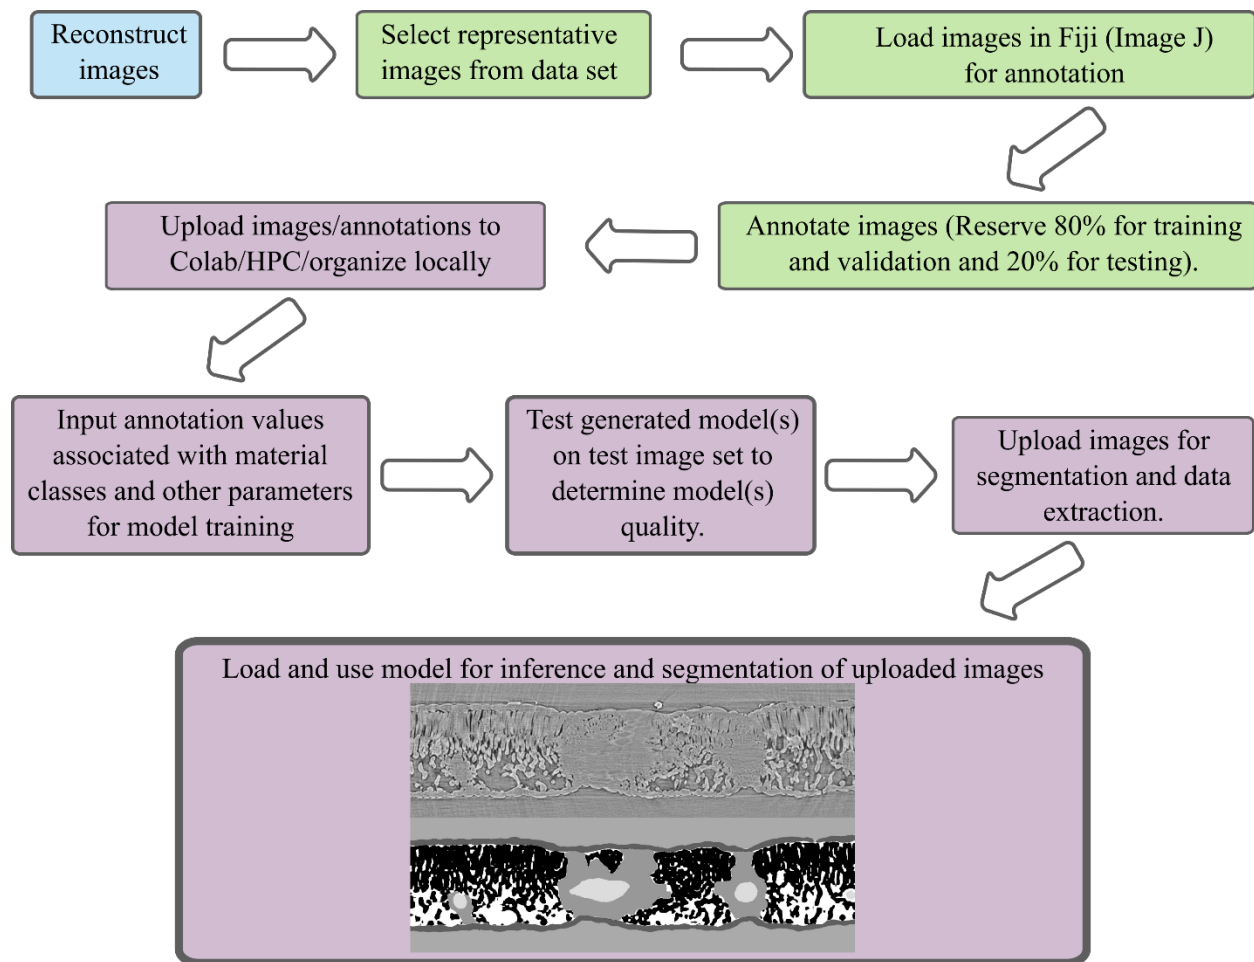 Reconstruct
images
Select representative
images from data set
Load images in Fiji (Image J)
for annotation
Annotate images (Reserve 80% for training
and validation and 20% for testing).
Upload images/annotations to
Colab/HPC/organize locally
Input annotation values
associated with material
classes and other parameters
for model training
Test generated model(s)
on test image set to
determine model(s)
quality.
Upload images for
segmentation and data
extraction.
Load and use model for inference and segmentation of uploaded images